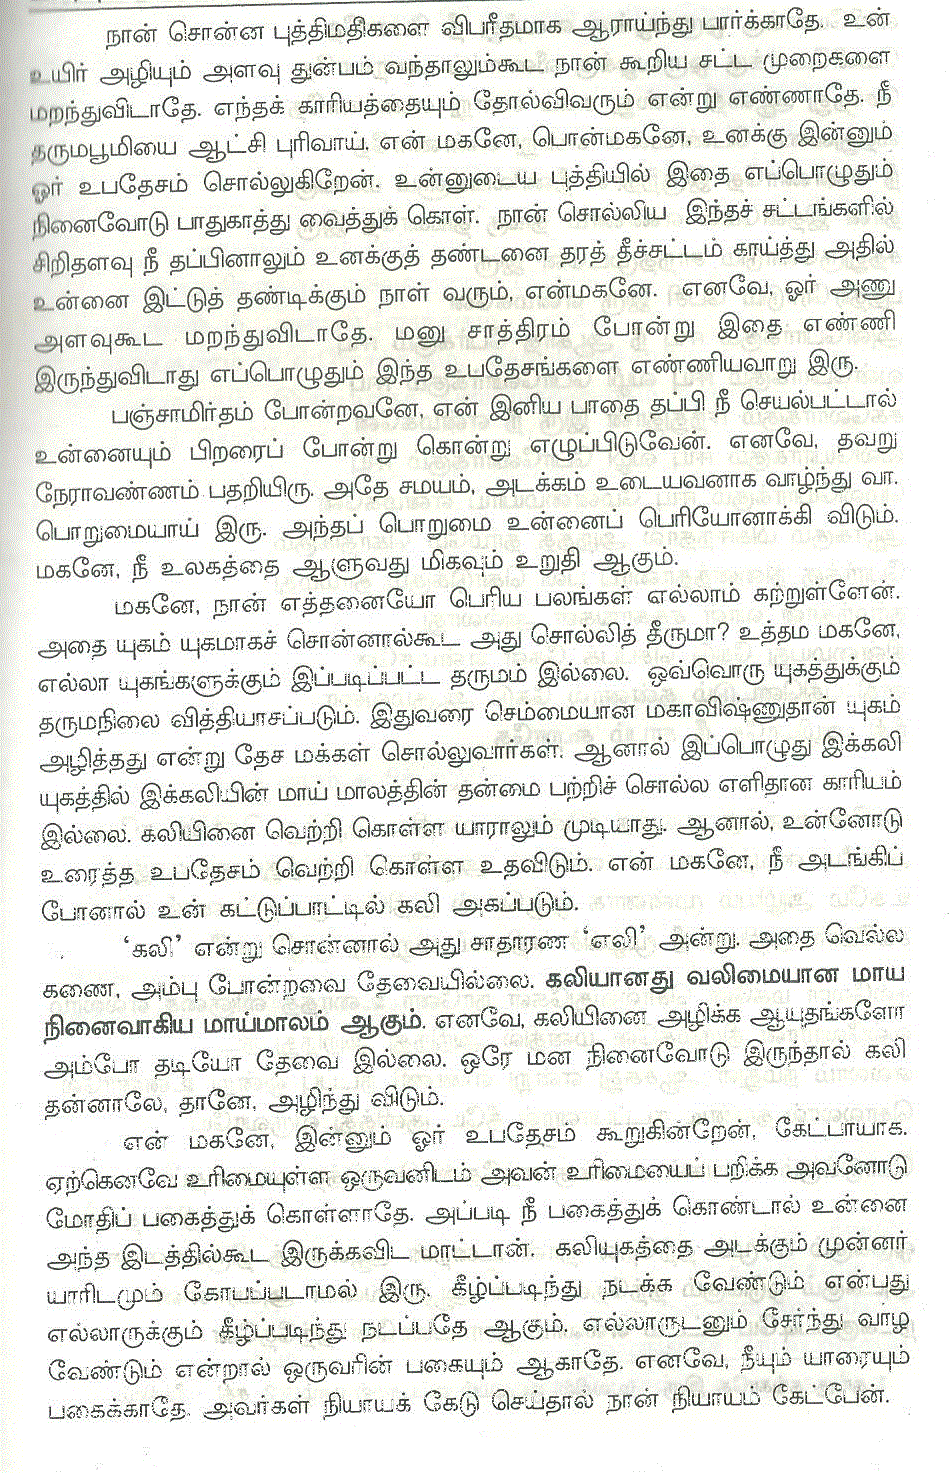 நான் சொன்ன புத்திமதிகளை விபரீதமாக ஆராய்ந்து பார்க்காதே. உன்
உயிர் அழியும் அளவு துன்பம் வந்தாலும்கூட நான் கூறிய சட்ட முறைகளை
மறந்துவிடாதே. எந்தக் காரியத்தையும் தோல்விவரும் என்று எண்ணாதே. நீ
தருமபூமியை ஆட்சி புரிவாய். என் மகனே, பொன்மகனே, உனக்கு இன்னும்
ஓர் உபதேசம் சொல்லுகிறேன். உன்னுடைய புத்தியில் இதை எப்பொழுதும்
நினைவோடு பாதுகாத்து வைத்துக் கொள். நான் சொல்லிய இந்தச் சட்டங்களில்
சிறிதளவு நீ தப்பினாலும் உனக்குத் தண்டனை தரத் தீச்சட்டம் காய்த்து அதில்
உன்னை இட்டுத் தண்டிக்கும் நாள் வரும், என்மகனே. எனவே, ஓர் அணு
அளவுகூட மறந்துவிடாதே. மனு சாத்திரம் போன்று இதை எண்ணி
இருந்துவிடாது எப்பொழுதும் இந்த உபதேசங்களை எண்ணியவாறு இரு.
பஞ்சாமிர்தம் போன்றவனே, என் இனிய பாதை தப்பி நீ செயல்பட்டால்
உன்னையும் பிறரைப் போன்று கொன்று எழுப்பிடுவேன். எனவே, தவறு
நேராவண்ணம் பதறியிரு. அதே சமயம், அடக்கம் உடையவனாக வாழ்ந்து வா.
பொறுமையாய் இரு. அந்தப் பொறுமை உன்னைப் பெரியோனாக்கி விடும்.
மகனே, நீ உலகத்தை ஆளுவது மிகவும் உறுதி ஆகும்.
மகனே, நான் எத்தனையோ பெரிய பலங்கள் எல்லாம் கற்றுள்ளேன்.
அதை யுகம் யுகமாகச் சொன்னால்கூட அது சொல்லித் தீருமா? உத்தம மகனே,
எல்லா யுகங்களுக்கும் இப்படிப்பட்ட தருமம் இல்லை. ஒவ்வொரு யுகத்துக்கும்
தருமநிலை வித்தியாசப்படும். இதுவரை செம்மையான மகாவிஷ்ணுதான் யுகம்
அழித்தது என்று தேச மக்கள் சொல்லுவார்கள். ஆனால் இப்பொழுது இக்கலி
யுகத்தில் இக்கலியின் மாய் மாலத்தின் தன்மை பற்றிச் சொல்ல எளிதான காரியம்
இல்லை. கலியினை வெற்றி கொள்ள யாராலும் முடியாது. ஆனால், உன்னோடு
உரைத்த உபதேசம் வெற்றி கொள்ள உதவிடும். என் மகனே, நீ அடங்கிப்
போனால் உன் கட்டுப்பாட்டில் கலி அகப்படும்.
‘கலி’ என்று சொன்னால் அது சாதாரண ‘எலி’ அன்று. அதை வெல்ல
கணை, அம்பு போன்றவை தேவையில்லை. கலியானது வலிமையான மாய
நினைவாகிய மாய்மாலம் ஆகும். எனவே, கலியினை அழிக்க ஆயுதங்களோ
அம்போ தடியோ தேவை இல்லை. ஒரே மன நினைவோடு இருந்தால் கலி
தன்னாலே, தானே, அழிந்து விடும்.
என் மகனே, இன்னும் ஓர் உபதேசம் கூறுகின்றேன், கேட்பாயாக.
ஏற்கெனவே உரிமையுள்ள ஒருவனிடம் அவன் உரிமையைப் பறிக்க அவனோடு
மோதிப் பகைத்துக் கொள்ளாதே. அப்படி நீ பகைத்துக் கொண்டால் உன்னை
அந்த இடத்தில்கூட இருக்கவிட மாட்டான். கலியுகத்தை அடக்கும் முன்னர்
யாரிடமும் கோபப்படாமல் இரு. கீழ்ப்படிந்து நடக்க வேண்டும் என்பது
எல்லாருக்கும் கீழ்ப்படிந்து நடப்பதே ஆகும். எல்லாருடனும் சேர்ந்து வாழ
வேண்டும் என்றால் ஒருவரின் பகையும் ஆகாதே. எனவே, நீயும் யாரையும்
பகைக்காதே. அவர்கள் நியாயக் கேடு செய்தால் நான் நியாயம் கேட்பேன்.